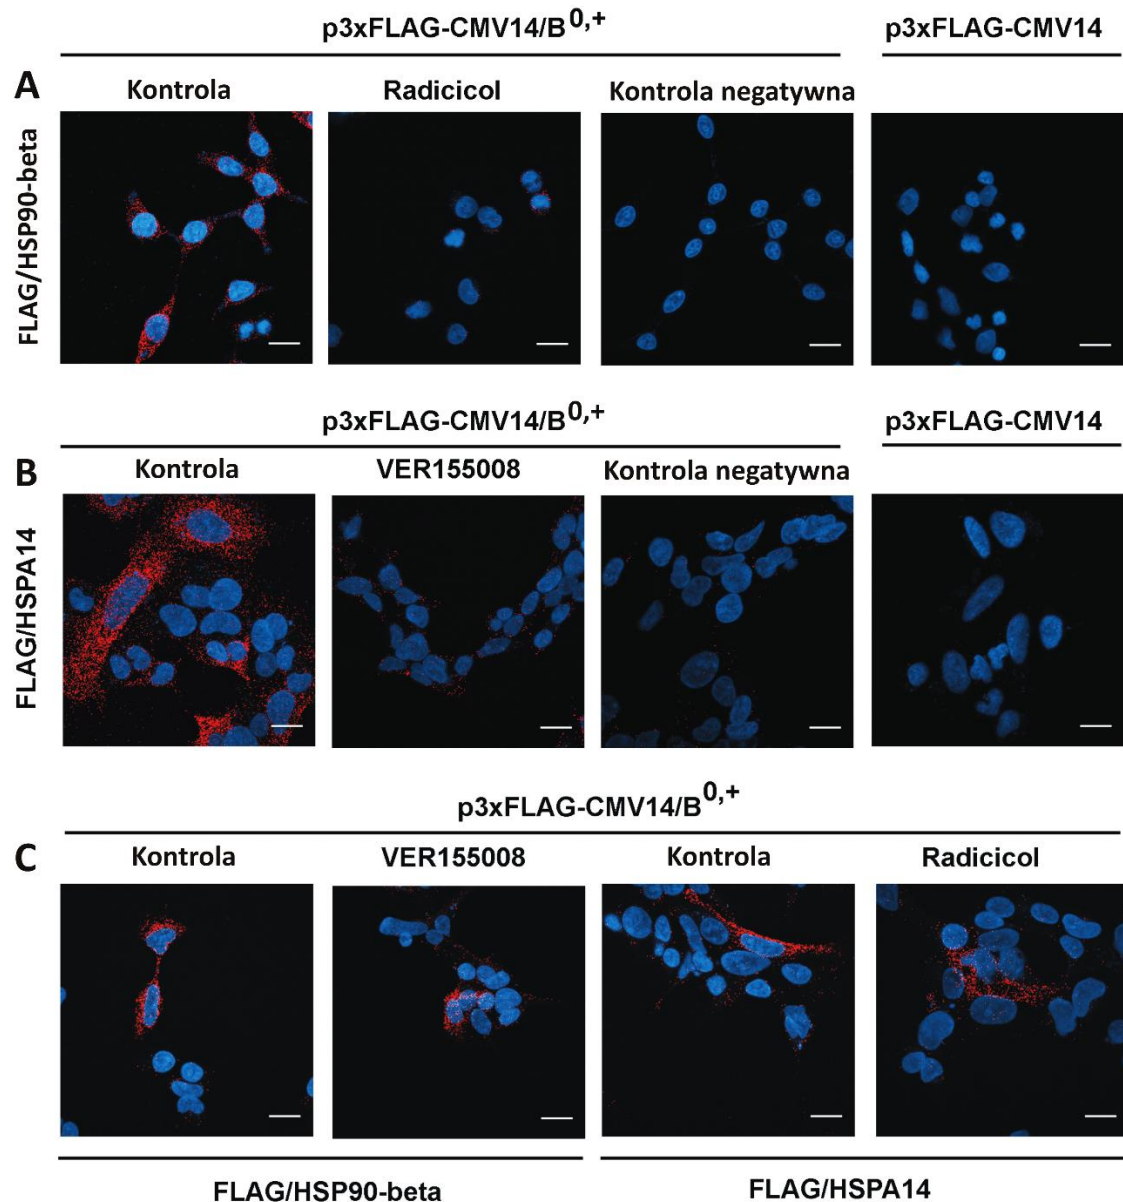 p3xFLAG-CMV14/B0,+
p3xFLAG-CMV14
A
Kontrola
Radicicol
Kontrola negatywna
FLAG/HSP90-beta
p3xFLAG-CMV14/B0,+
p3xFLAG-CMV14
B
Kontrola
VER155008
Kontrola negatywna
FLAG/HSPA14
p3xFLAG-CMV14/B0,+
C
Kontrola
VER155008
Kontrola
Radicicol
FLAG/HSP90-beta
FLAG/HSPA14